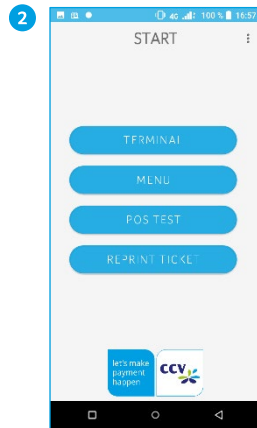 2
4G 100 % 16:57
START
TERMINAL
MENU
POS TEST
REPRINT TICKET
let's make
payment
happen
CCV